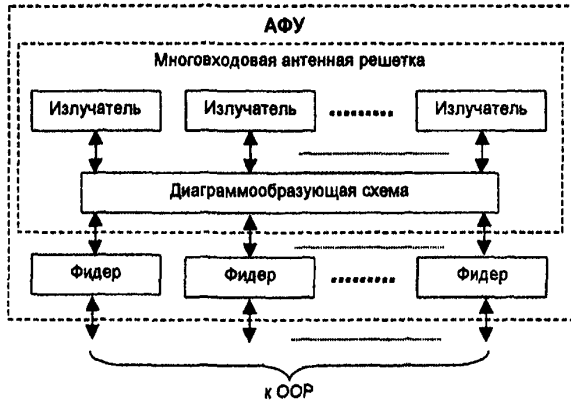 АФУ
Многовходовая антенная решетка
Излучатель Излучатель Излучатель
Диаграммообразующая схема
Фидер Фидер Фидер
к ООР